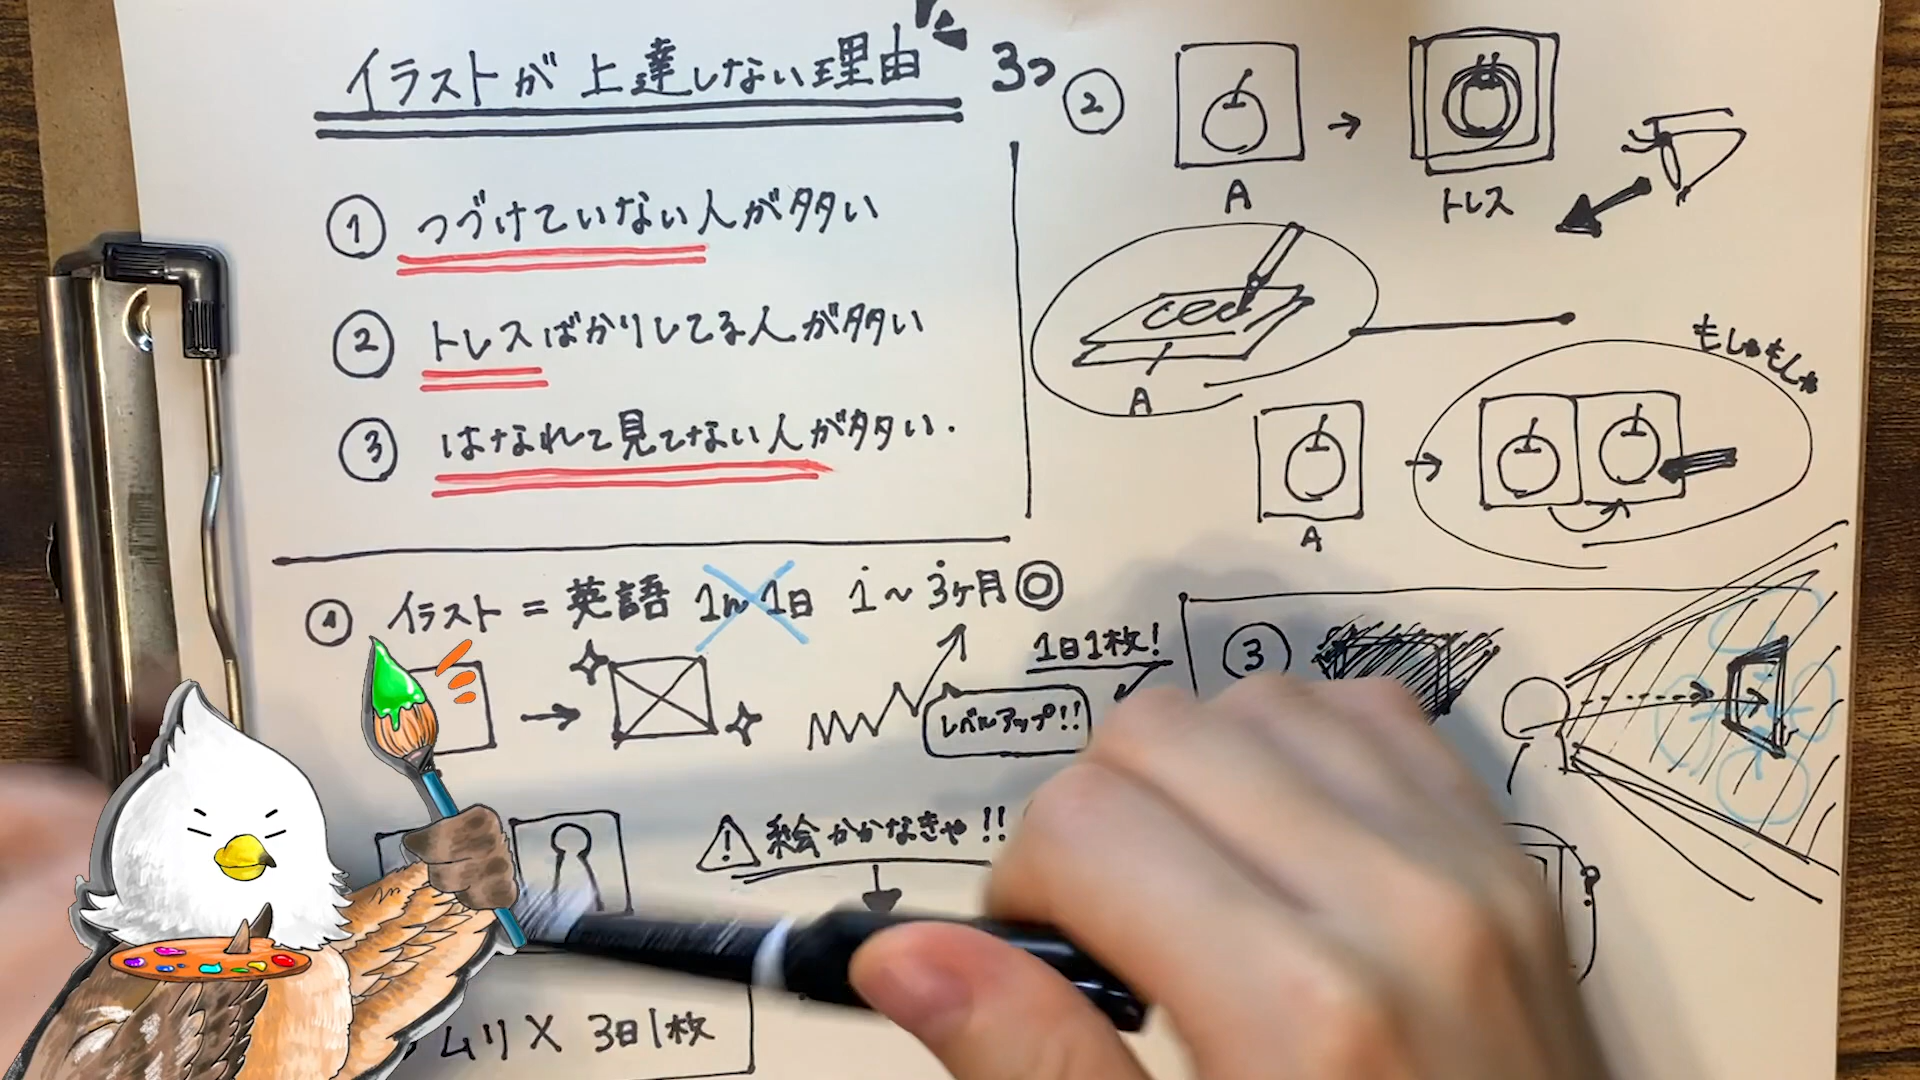 イラストが上達しない理由 3つ
① つづけていない人が多い
② トレスばかりしてる人が多い
③ はなれて見てない人が多い.
① イラスト = 英語 1h 1日 1~3ヶ月◎
1日1枚!
レベルアップ!!
⚠ 絵かかなきゃ!!
ムリ X 3日1枚
②
A
→
トレス
A
もしゃもしゃ
A
→
③
?